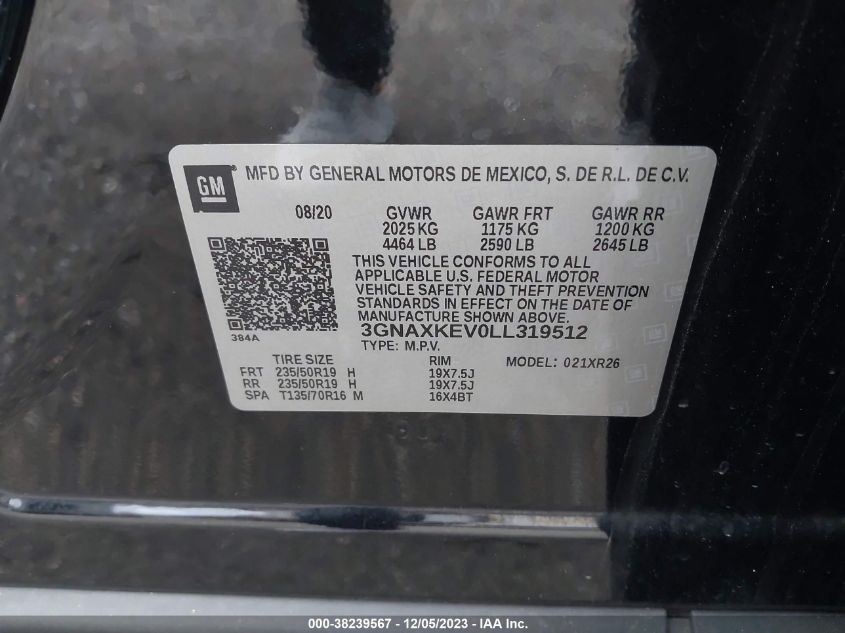 GM
MFD BY GENERAL MOTORS DE MEXICO, S. DE R.L. DE C.V.
08/20 GVWR GAWR FRT GAWR RR
2025 KG 1175 KG 1200 KG
4464 LB 2590 LB 2645 LB
THIS VEHICLE CONFORMS TO ALL
APPLICABLE U.S. FEDERAL MOTOR
VEHICLE SAFETY AND THEFT PREVENTION
STANDARDS IN EFFECT ON THE DATE OF
MANUFACTURE SHOWN ABOVE.
384A
3GNAXKEV0LL319512
TYPE: M.P.V.
TIRE SIZE RIM MODEL: 021XR26
FRT 235/50R19 H 19X7.5J
RR 235/50R19 H 19X7.5J
SPA T135/70R16 M 16X4BT
000-38239567 - 12/05/2023 - IAA Inc.